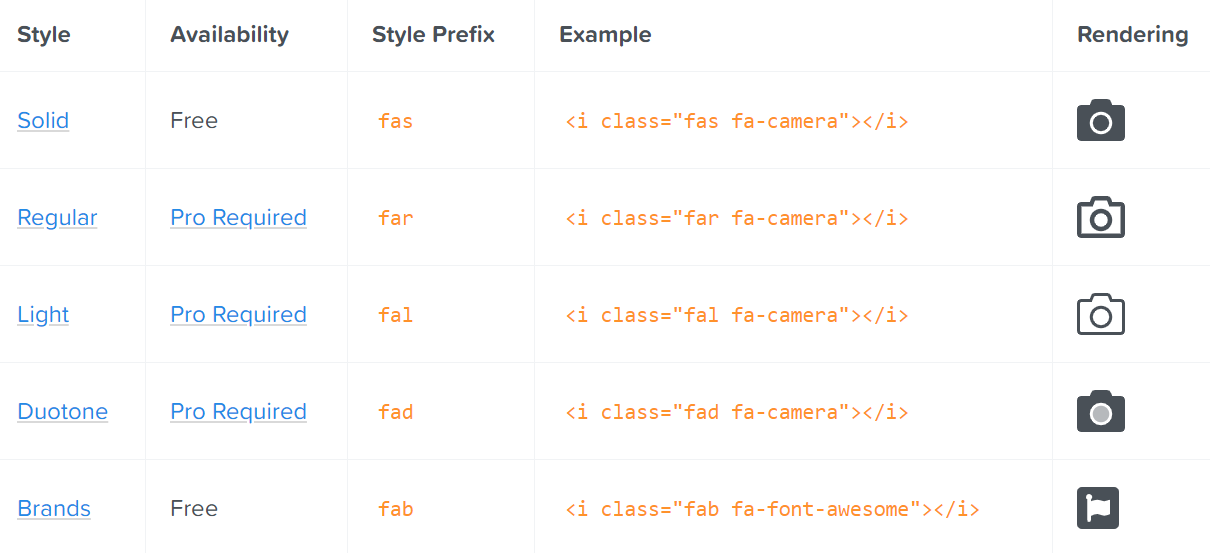 Style Availability Style Prefix Example Rendering
Solid Free fas <i class="fas fa-camera"></i>
Regular Pro Required far <i class="far fa-camera"></i>
Light Pro Required fal <i class="fal fa-camera"></i>
Duotone Pro Required fad <i class="fad fa-camera"></i>
Brands Free fab <i class="fab fa-font-awesome"></i>